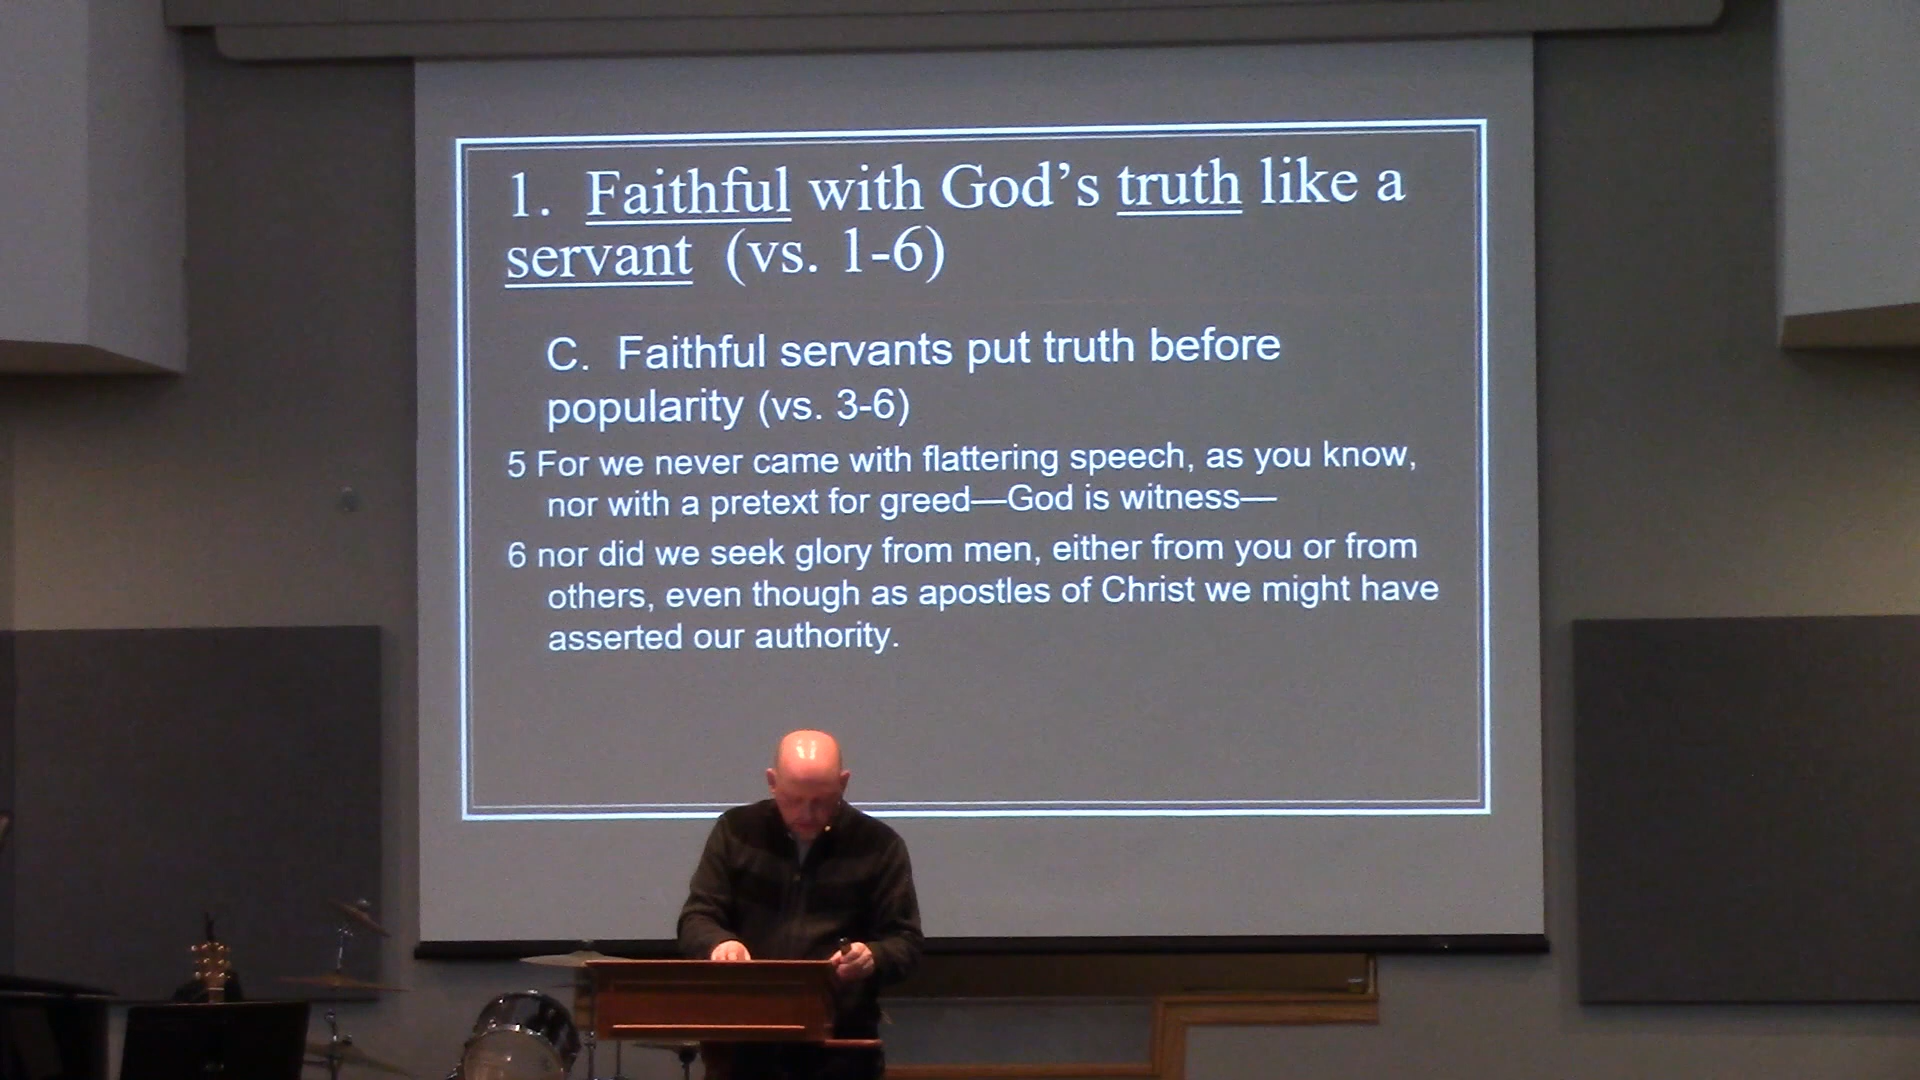 1. Faithful with God’s truth like a
servant (vs. 1-6)
C. Faithful servants put truth before
popularity (vs. 3-6)
5 For we never came with flattering speech, as you know,
nor with a pretext for greed—God is witness—
6 nor did we seek glory from men, either from you or from
others, even though as apostles of Christ we might have
asserted our authority.